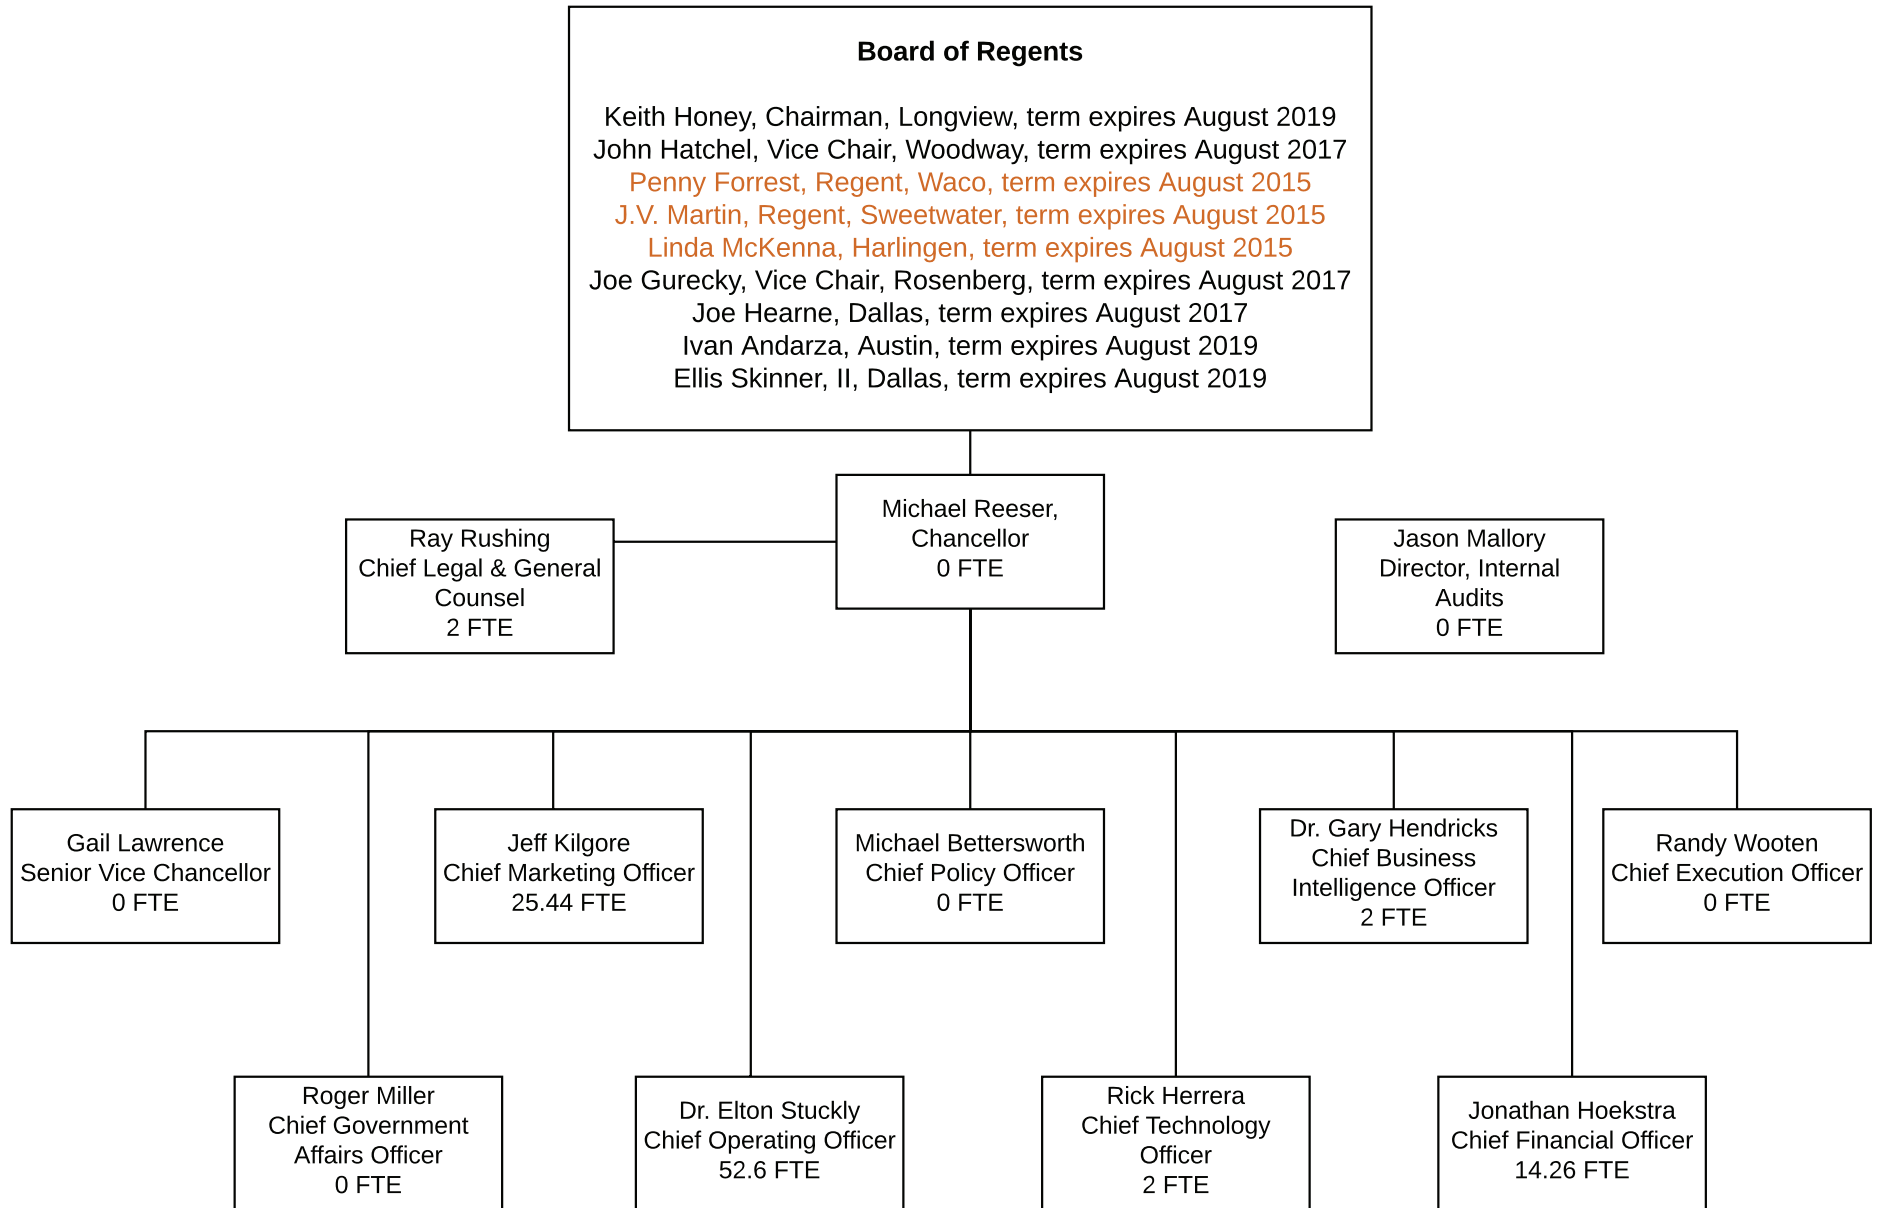 Board of Regents
Keith Honey, Chairman, Longview, term expires August 2019
John Hatchel, Vice Chair, Woodway, term expires August 2017
Penny Forrest, Regent, Waco, term expires August 2015
J.V. Martin, Regent, Sweetwater, term expires August 2015
Linda McKenna, Harlingen, term expires August 2015
Joe Gurecky, Vice Chair, Rosenberg, term expires August 2017
Joe Hearne, Dallas, term expires August 2017
Ivan Andarza, Austin, term expires August 2019
Ellis Skinner, II, Dallas, term expires August 2019
Michael Reeser,
Chancellor
0 FTE
Ray Rushing
Chief Legal & General
Counsel
2 FTE
Jason Mallory
Director, Internal
Audits
0 FTE
Gail Lawrence
Senior Vice Chancellor
0 FTE
Jeff Kilgore
Chief Marketing Officer
25.44 FTE
Michael Bettersworth
Chief Policy Officer
0 FTE
Dr. Gary Hendricks
Chief Business
Intelligence Officer
2 FTE
Randy Wooten
Chief Execution Officer
0 FTE
Roger Miller
Chief Government
Affairs Officer
0 FTE
Dr. Elton Stuckly
Chief Operating Officer
52.6 FTE
Rick Herrera
Chief Technology
Officer
2 FTE
Jonathan Hoekstra
Chief Financial Officer
14.26 FTE